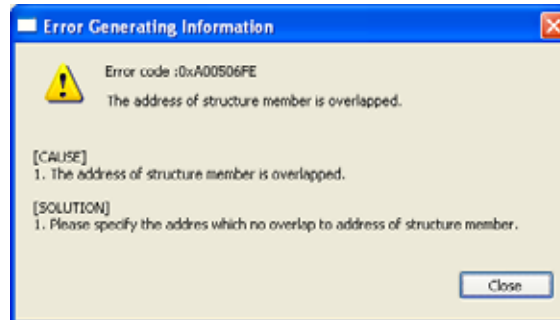 Error Generating Information
Error code :0xA00506FE
The address of structure member is overlapped.
[CAUSE]
1. The address of structure member is overlapped.
[SOLUTION]
1. Please specify the addres which no overlap to address of structure member.
Close